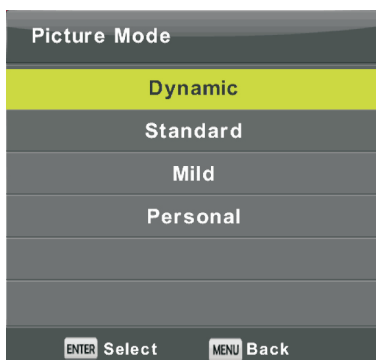 Picture Mode
Dynamic
Standard
Mild
Personal
ENTER Select MENU Back